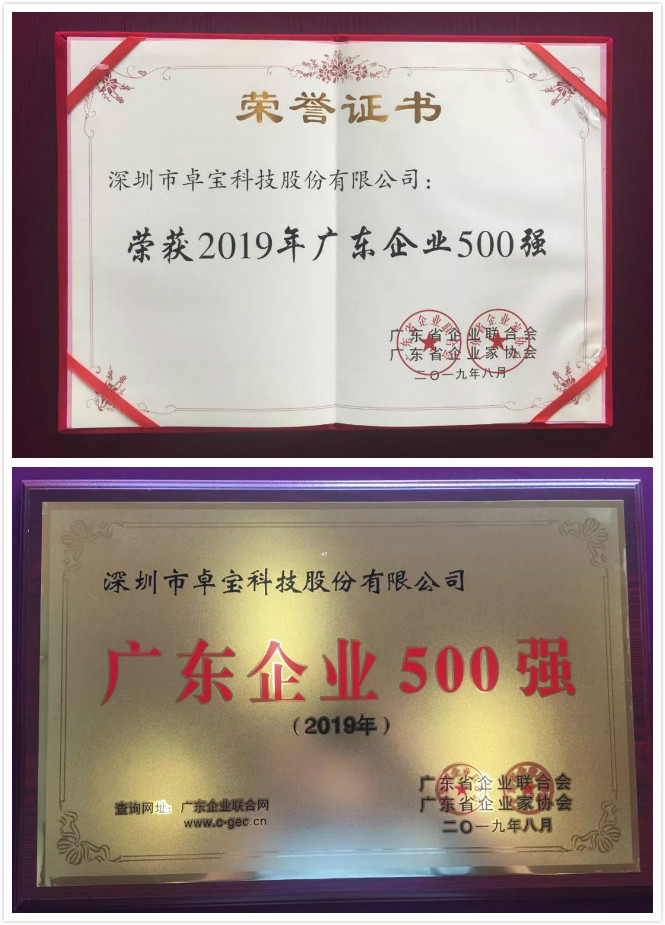 荣誉证书
深圳市卓宝科技股份有限公司：
荣获2019年广东企业500强
广东省企业联合会
广东省企业家协会
二〇一九年八月
深圳市卓宝科技股份有限公司
广东企业500强
（2019年）
查询网址：广东企业联合网
www.c-gec.cn
广东省企业联合会
广东省企业家协会
二〇一九年八月